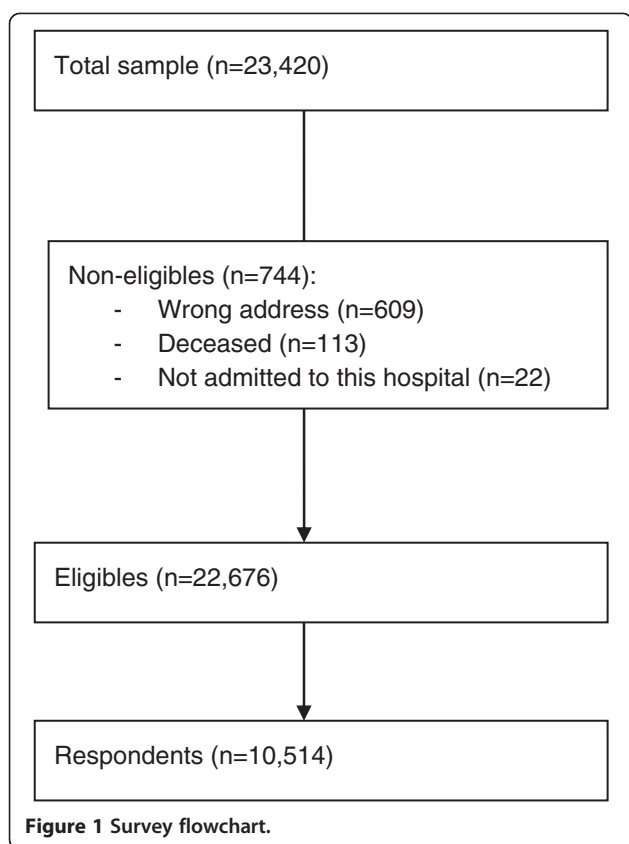 Total sample (n=23,420)
Non-eligibles (n=744):
- Wrong address (n=609)
- Deceased (n=113)
- Not admitted to this hospital (n=22)
Eligibles (n=22,676)
Respondents (n=10,514)
Figure 1 Survey flowchart.